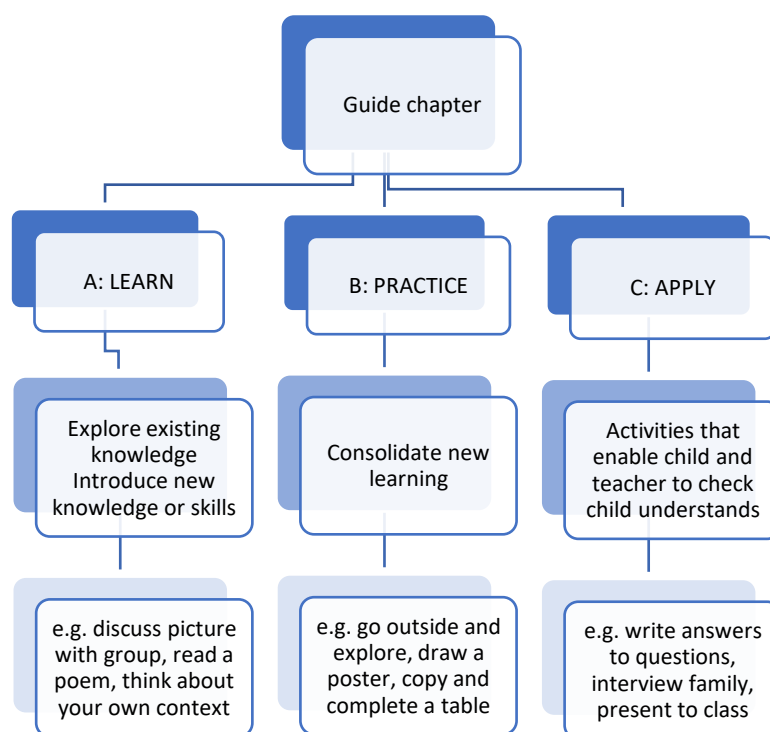 Guide chapter
A: LEARN
B: PRACTICE
C: APPLY
Explore existing
knowledge
Introduce new
knowledge or skills
Consolidate new
learning
Activities that
enable child and
teacher to check
child understands
e.g. discuss picture
with group, read a
poem, think about
your own context
e.g. go outside and
explore, draw a
poster, copy and
complete a table
e.g. write answers
to questions,
interview family,
present to class